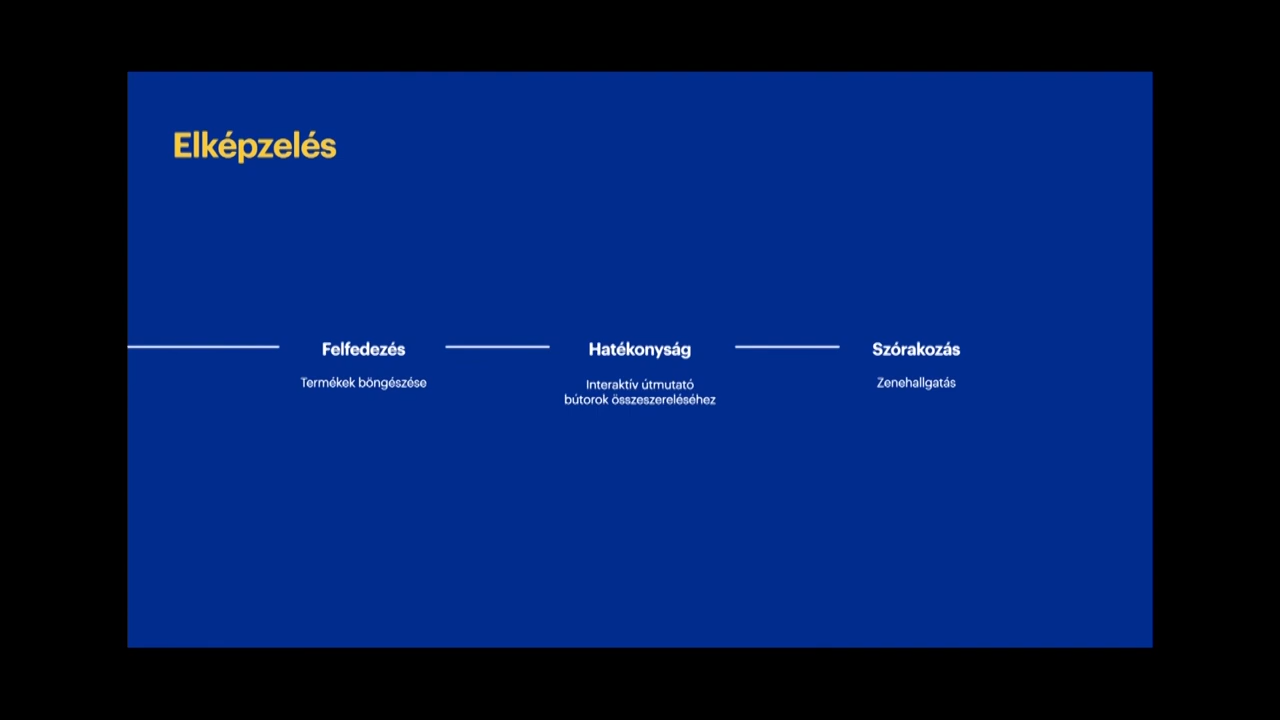 Elképzelés
Felfedezés
Termékek böngészése
Hatékonyság
Interaktív útmutató
bútorok összeszereléséhez
Szórakozás
Zenehallgatás